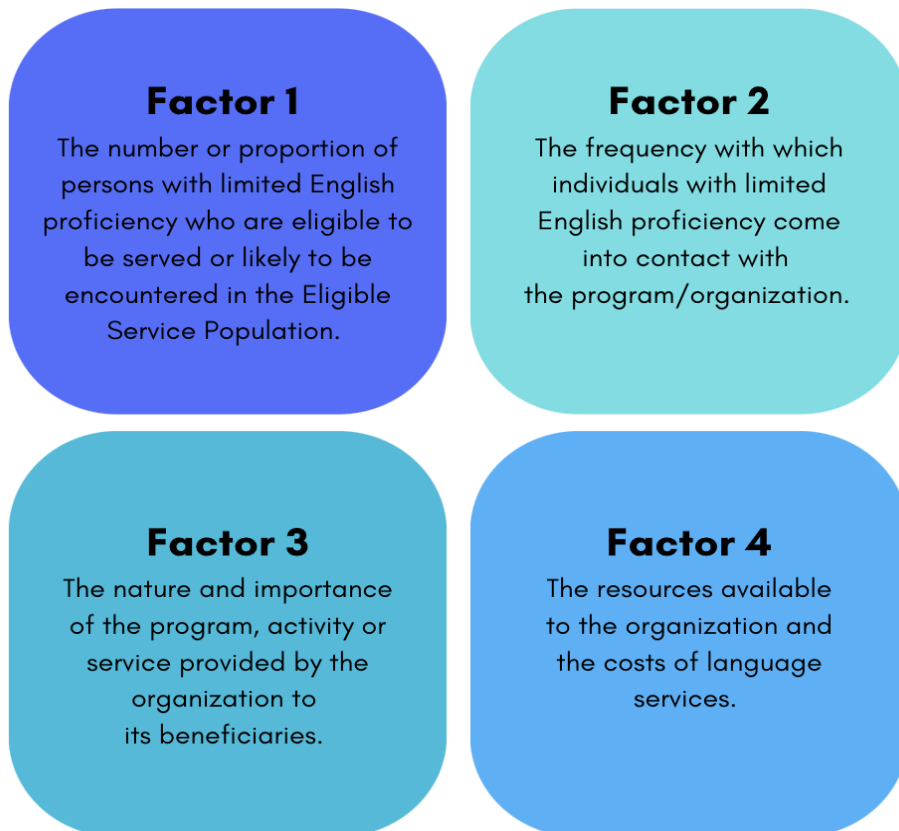 Factor 1
The number or proportion of
persons with limited English
proficiency who are eligible to
be served or likely to be
encountered in the Eligible
Service Population.
Factor 2
The frequency with which
individuals with limited
English proficiency come
into contact with
the program/organization.
Factor 3
The nature and importance
of the program, activity or
service provided by the
organization to
its beneficiaries.
Factor 4
The resources available
to the organization and
the costs of language
services.